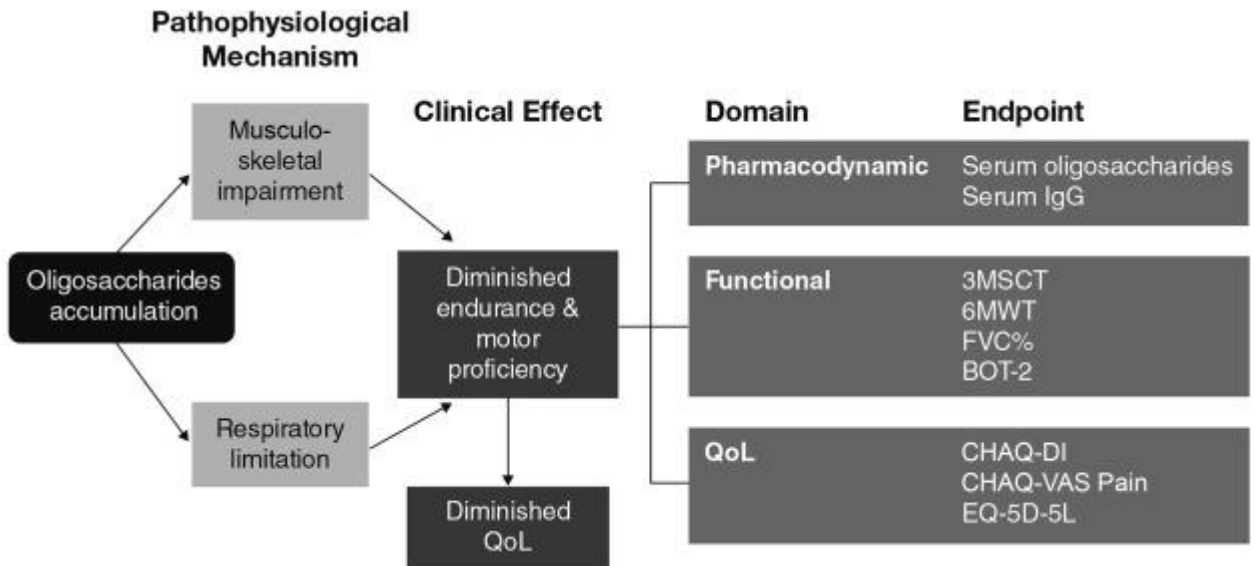 Pathophysiological
Mechanism
Musculo-
skeletal
impairment
Oligosaccharides
accumulation
Respiratory
limitation
Clinical Effect
Diminished
endurance &
motor
proficiency
Diminished
QoL
Domain
Endpoint
Pharmacodynamic
Serum oligosaccharides
Serum IgG
Functional
3MSCT
6MWT
FVC%
BOT-2
QoL
CHAQ-DI
CHAQ-VAS Pain
EQ-5D-5L